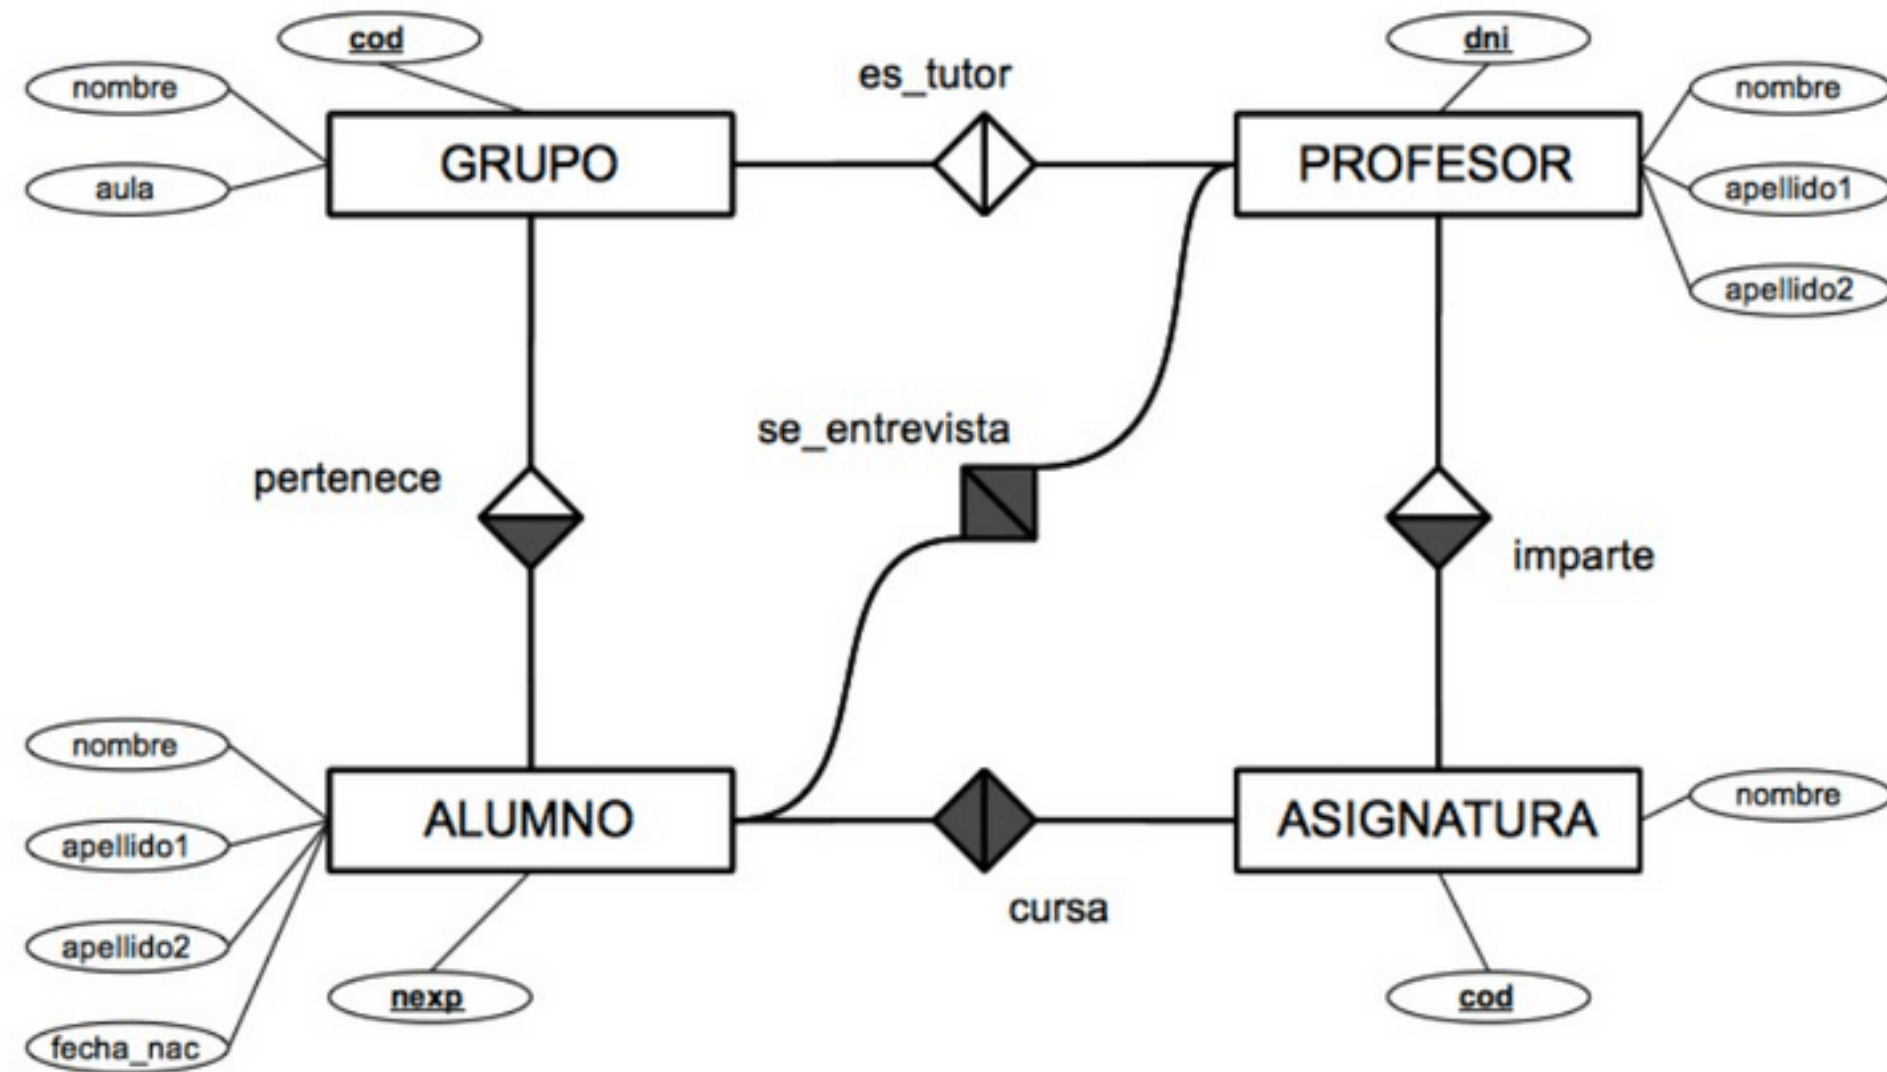 cod
dni
nombre
es_tutor
nombre
GRUPO
PROFESOR
aula
apellido1
apellido2
se_entrevista
pertenece
imparte
nombre
nombre
ALUMNO
ASIGNATURA
apellido1
cursa
apellido2
nexp
cod
fecha_nac